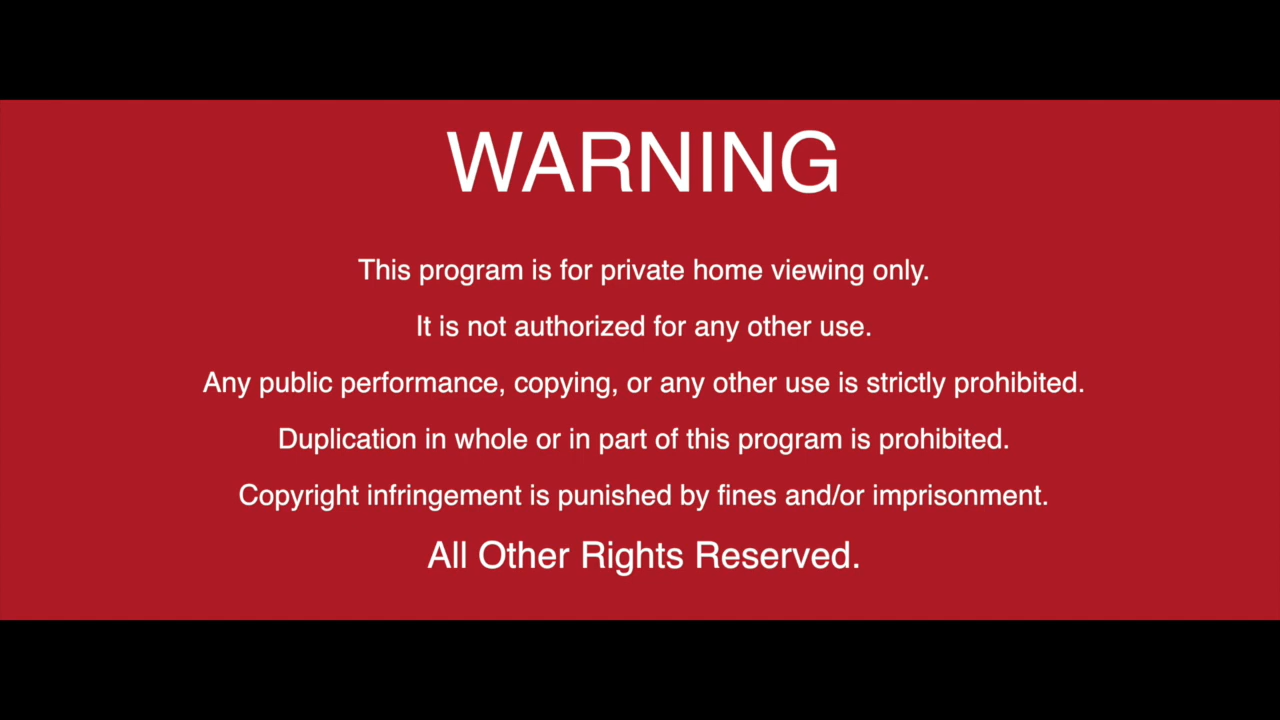 WARNING
This program is for private home viewing only.
It is not authorized for any other use.
Any public performance, copying, or any other use is strictly prohibited.
Duplication in whole or in part of this program is prohibited.
Copyright infringement is punished by fines and/or imprisonment.
All Other Rights Reserved.